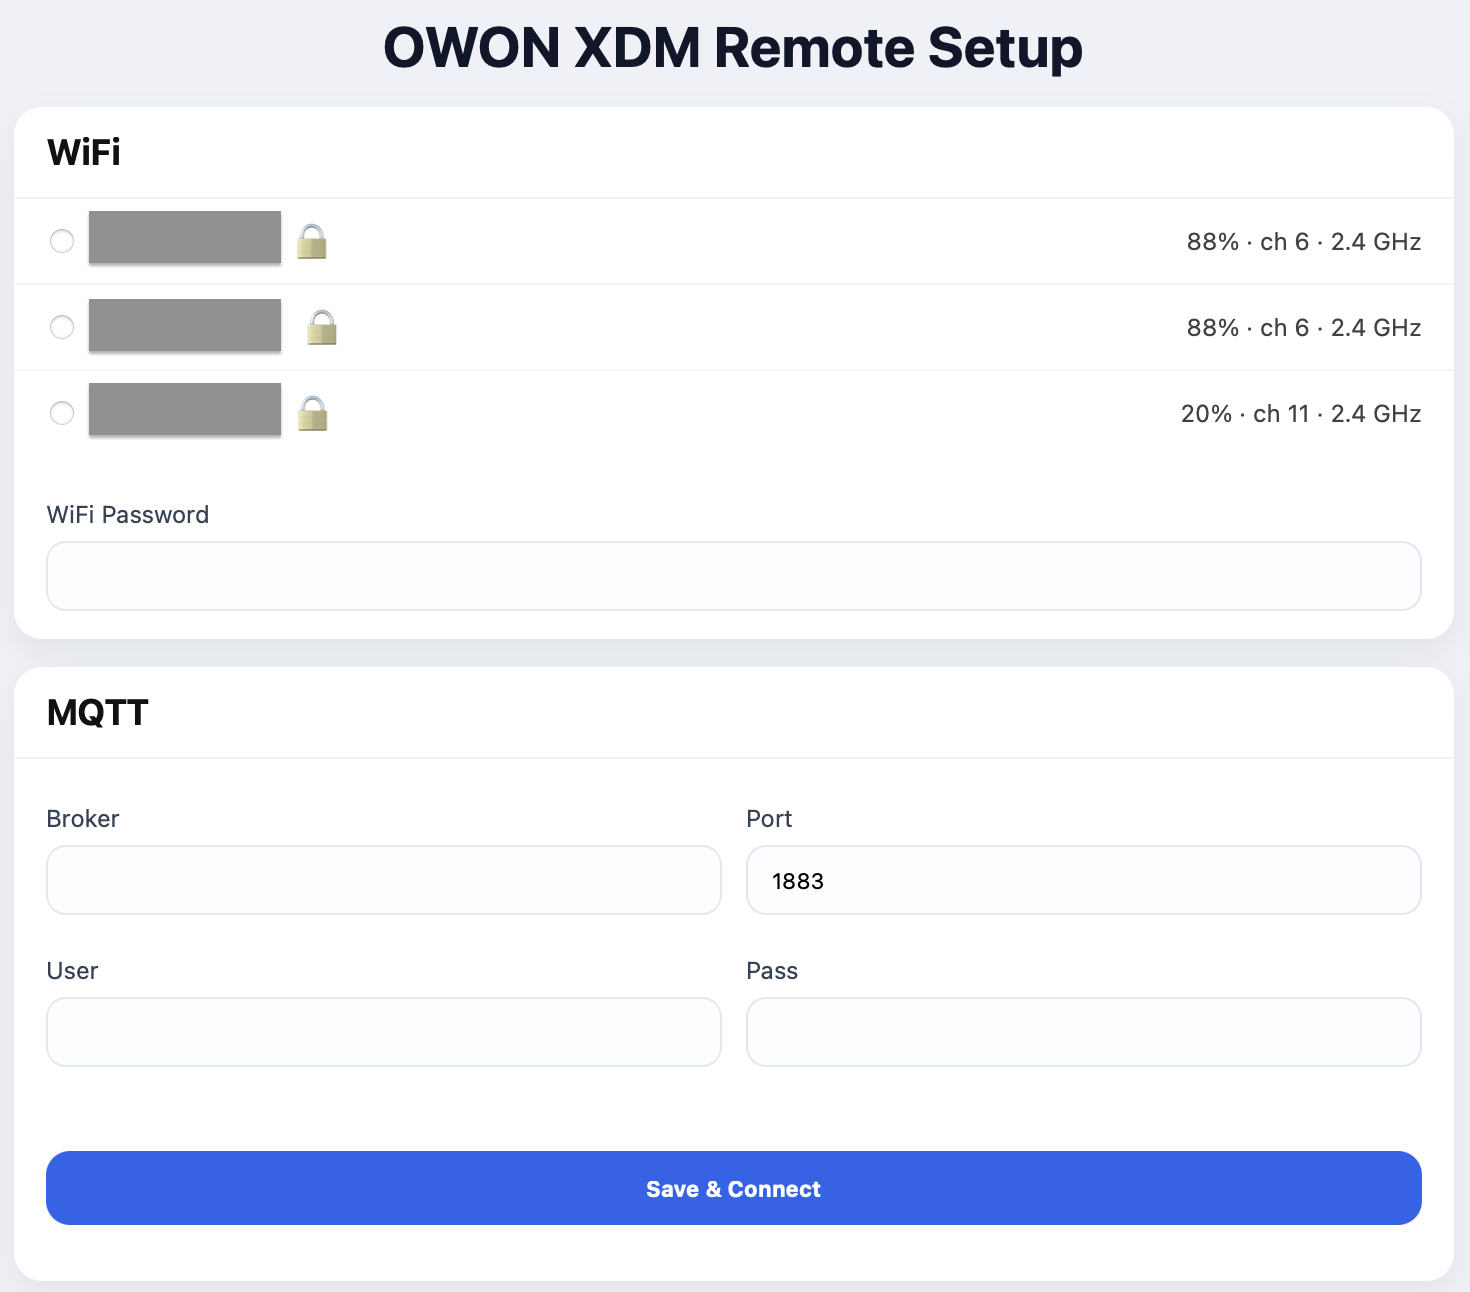 OWON XDM Remote Setup
WiFi
88% · ch 6 · 2.4 GHz
88% · ch 6 · 2.4 GHz
20% · ch 11 · 2.4 GHz
WiFi Password
MQTT
Broker
Port
1883
User
Pass
Save & Connect